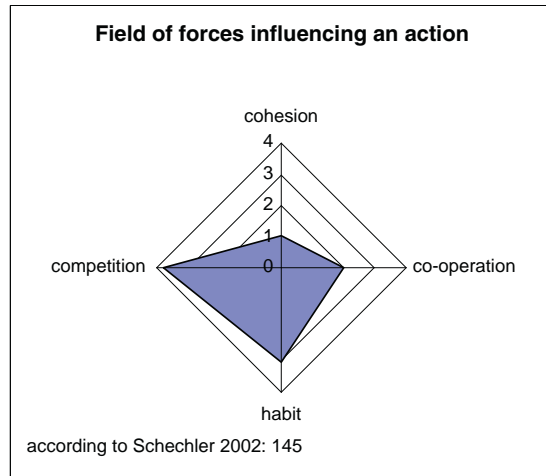 Field of forces influencing an action
cohesion
4
3
2
1
competition 0 co-operation
habit
according to Schechler 2002: 145